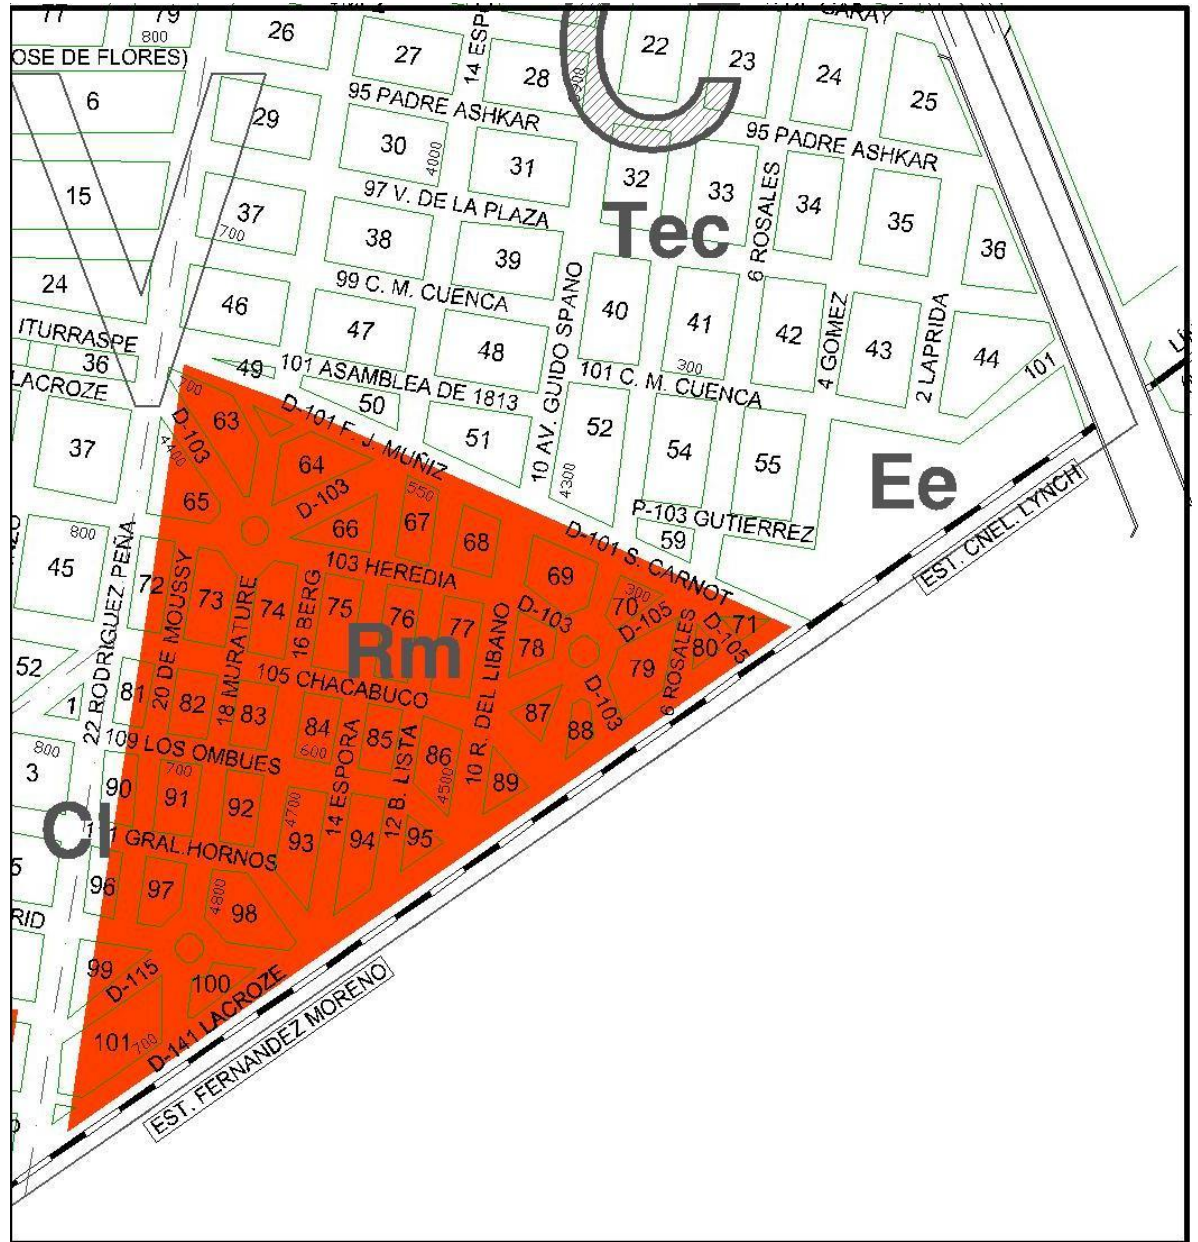 77
79
800
26
27
14 ESP
28
22
23
GARAY
24
25
OSE DE FLORES)
6
29
95 PADRE ASHKAR
95 PADRE ASHKAR
30
4000
31
32
33
6 ROSALES
34
35
36
15
37
700
97 V. DE LA PLAZA
38
39
Tec
24
46
99 C. M. CUENCA
47
48
10 AV. GUIDO SPANO
40
41
300
42
4 GOMEZ
43
2 LAPRIDA
44
101
ITURRASPE
36
LACROZE
49
101 ASAMBLEA DE 1813
50
51
101 C. M. CUENCA
52
4300
54
55
Ee
700
63
D-103
4400
D-101 F. J. MUÑIZ
64
D-103
37
65
66
550
67
68
P-103 GUTIERREZ
59
D-101 S. CARNOT
EST. CNEL. LYNCH
800
45
22 RODRIGUEZ PEÑA
72
20 DE MOUSSY
73
18 MURATURE
74
16 BERG
103 HEREDIA
75
76
77
69
D-103
70
300
D-105
71
D-105
80
6 ROSALES
Rm
78
79
52
1
81
82
83
105 CHACABUCO
84
600
85
86
4500
10 R. DEL LIBANO
87
88
D-103
89
800
3
109 LOS OMBUES
90
700
91
92
4700
93
14 ESPORA
94
12 B. LISTA
95
Cl
GRAL.HORNOS
5
96
97
4800
98
RID
99
D-115
100
101
700
D-141 LACROZE
EST. FERNANDEZ MORENO